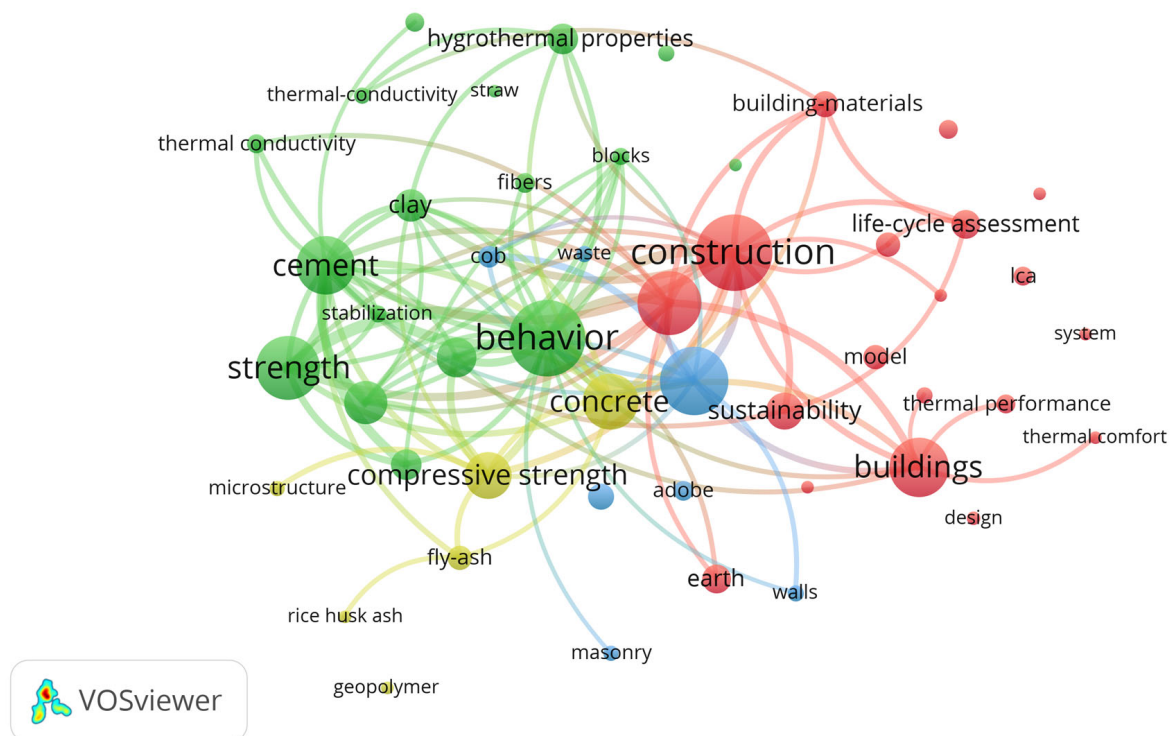 hygrothermal properties
thermal-conductivity
straw
building-materials
thermal conductivity
blocks
fibers
clay
life-cycle assessment
construction
cob
waste
cement
lca
stabilization
system
behavior
model
strength
concrete
sustainability
thermal performance
thermal comfort
buildings
compressive strength
microstructure
adobe
design
fly-ash
earth
walls
rice husk ash
masonry
geopolymer
VOSviewer